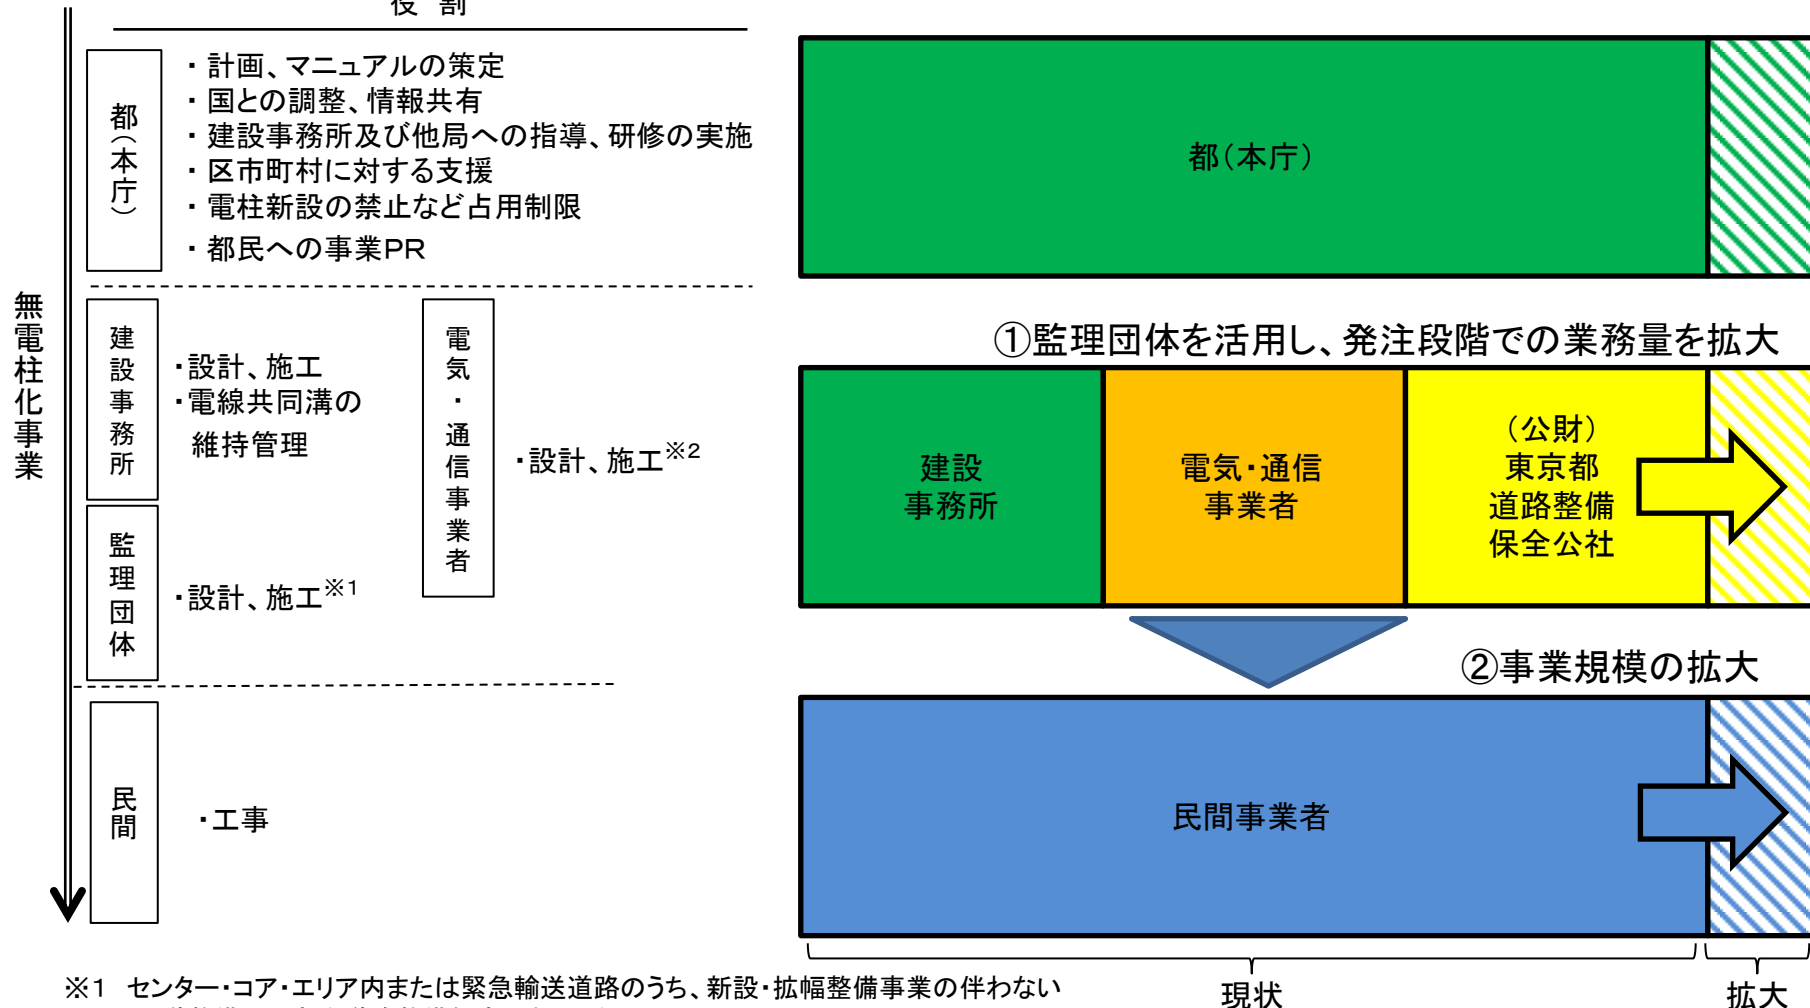 役 割
無電柱化事業
都(本庁)
・計画、マニュアルの策定
・国との調整、情報共有
・建設事務所及び他局への指導、研修の実施
・区市町村に対する支援
・電柱新設の禁止など占用制限
・都民への事業PR
建設事務所
・設計、施工
・電線共同溝の
維持管理
電気・通信事業者
・設計、施工※2
監理団体
・設計、施工※1
民間
・工事
都(本庁)
①監理団体を活用し、発注段階での業務量を拡大
建設
事務所
電気・通信
事業者
(公財)
東京都
道路整備
保全公社
②事業規模の拡大
民間事業者
現状
拡大
※1 センター・コア・エリア内または緊急輸送道路のうち、新設・拡幅整備事業の伴わない